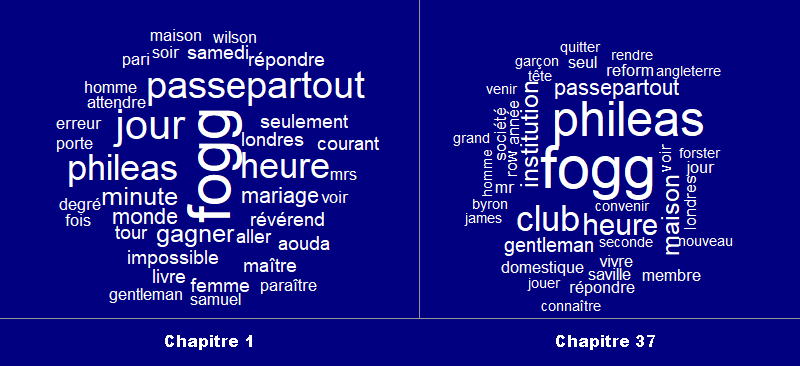 maison wilson
pari soir samedi répondre
homme passepartout
attendre
erreur jour fogg seulement
porte londres courant
phileas heure mrs
degré minute mariage voir
fois monde révérend
tour gagner aller aouda
impossible maître
livre femme paraître
gentleman samuel
Chapitre 1
quitter
garçon seul rendre
tête reform angleterre
venir institution passepartout
société année phileas
grand row
homme fogg voir forster
mr jour
byron convenir maison londres
james club heure
gentleman seconde nouveau
domestique vivre
saville membre
jouer répondre
connaître
Chapitre 37